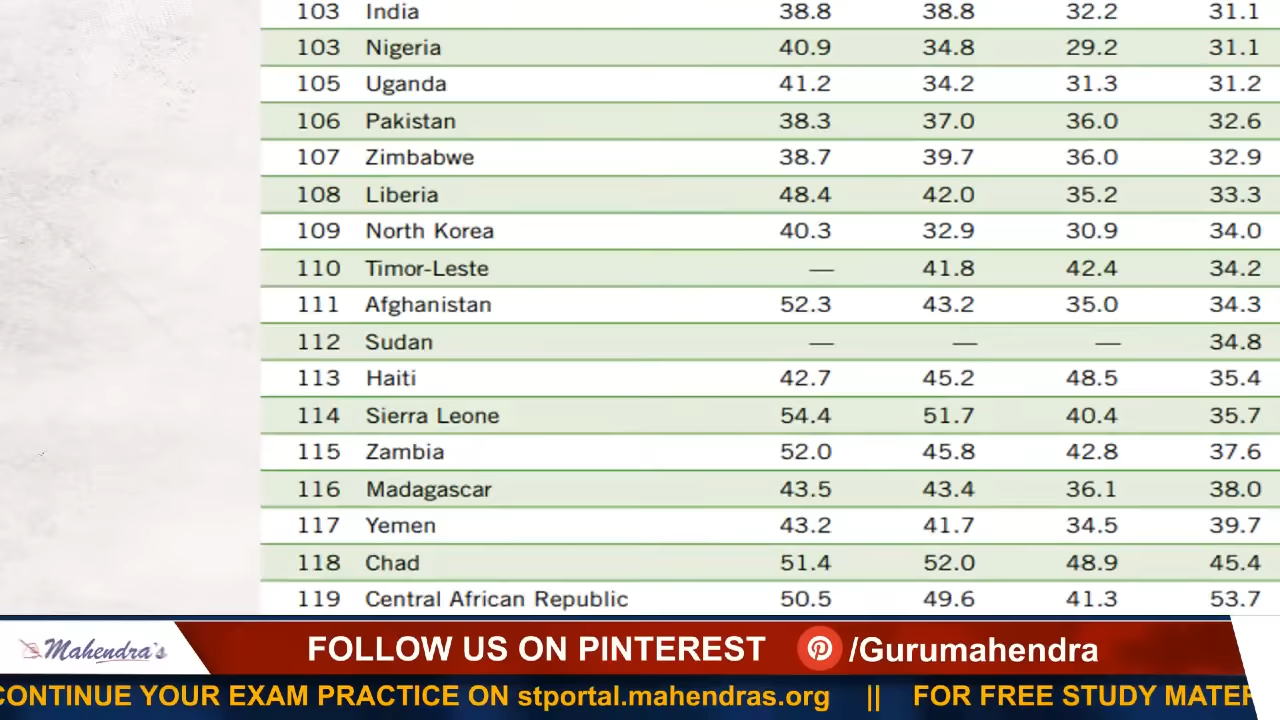 103 India 38.8 38.8 32.2 31.1
103 Nigeria 40.9 34.8 29.2 31.1
105 Uganda 41.2 34.2 31.3 31.2
106 Pakistan 38.3 37.0 36.0 32.6
107 Zimbabwe 38.7 39.7 36.0 32.9
108 Liberia 48.4 42.0 35.2 33.3
109 North Korea 40.3 32.9 30.9 34.0
110 Timor-Leste — 41.8 42.4 34.2
111 Afghanistan 52.3 43.2 35.0 34.3
112 Sudan — — — 34.8
113 Haiti 42.7 45.2 48.5 35.4
114 Sierra Leone 54.4 51.7 40.4 35.7
115 Zambia 52.0 45.8 42.8 37.6
116 Madagascar 43.5 43.4 36.1 38.0
117 Yemen 43.2 41.7 34.5 39.7
118 Chad 51.4 52.0 48.9 45.4
119 Central African Republic 50.5 49.6 41.3 53.7
Mahendra's FOLLOW US ON PINTEREST /Gurumahendra
CONTINUE YOUR EXAM PRACTICE ON stportal.mahendras.org || FOR FREE STUDY MATER